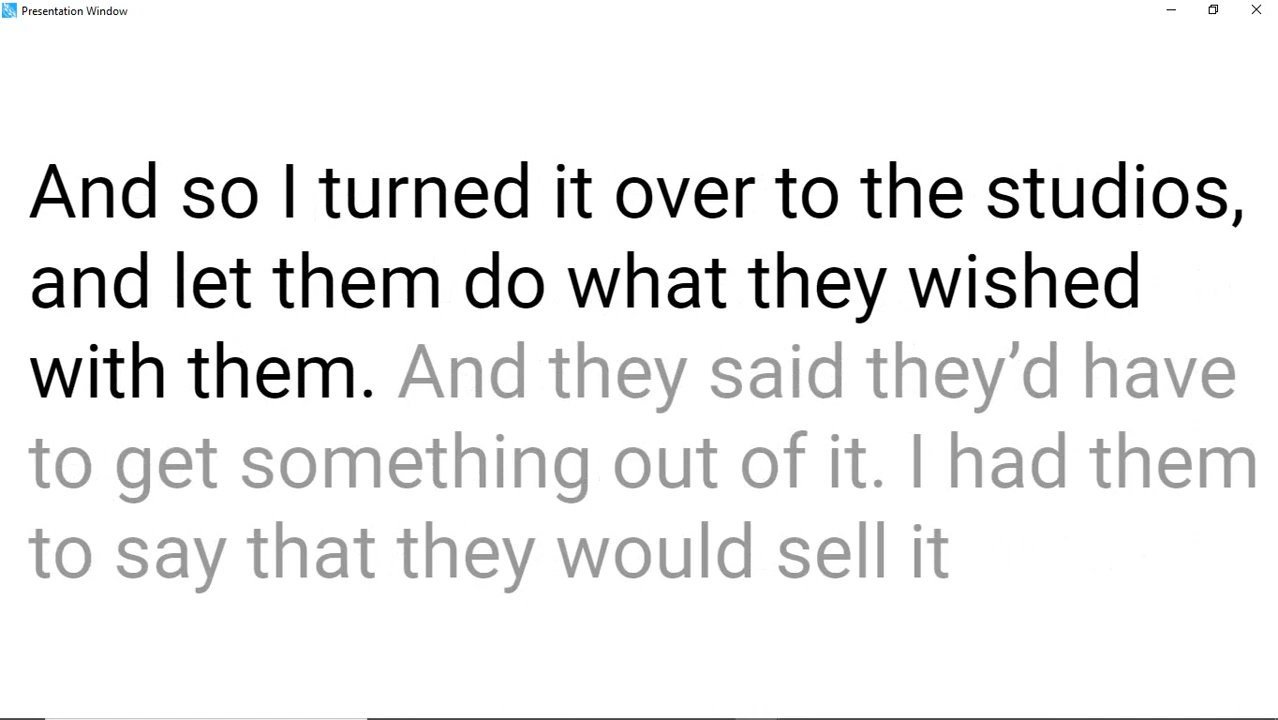 Presentation Window
And so I turned it over to the studios,
and let them do what they wished
with them. And they said they’d have
to get something out of it. I had them
to say that they would sell it